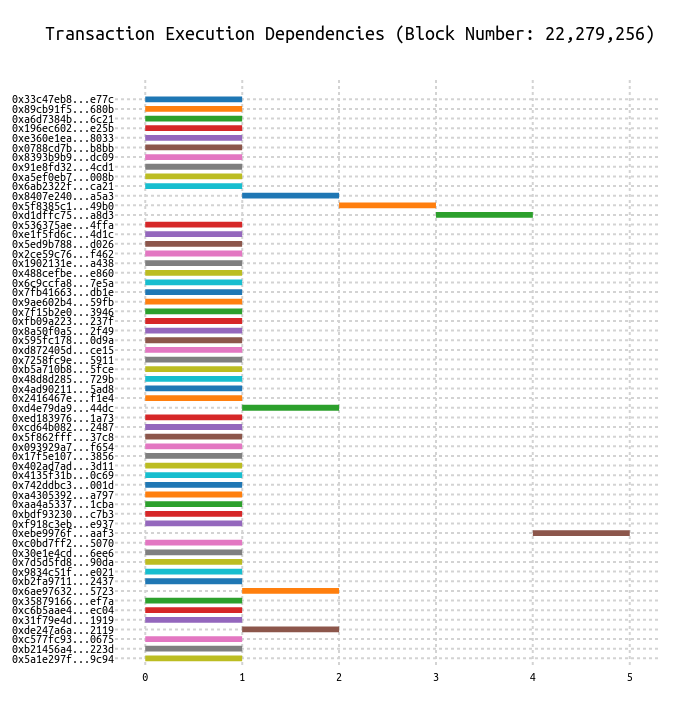 Transaction Execution Dependencies (Block Number: 22,279,256)
0x33c47eb8...e77c
0x89cb91f5...680b
0xa6d7384b...6c21
0x196ec602...e25b
0xe360e1ea...8033
0x0788cd7b...b8bb
0x8393b9b9...dc09
0x91e8fd32...4cd1
0xa5ef0eb7...008b
0x6ab2322f...ca21
0x8407e240...a5a3
0x5f8385c1...49b0
0xd1dffc75...a8d3
0x536375ae...4ffa
0xe1f5fd6c...4d1c
0x5ed9b788...d026
0x2ce59c76...f462
0x1902131e...a438
0x488cefbe...e860
0x6c9ccfa8...7e5a
0x7fb41663...db1e
0x9ae602b4...59fb
0x7f15b2e0...3946
0xfb09a223...237f
0x8a50f0a5...2f49
0x595fc178...0d9a
0xd872405d...ce15
0x7258fc9e...5911
0xb5a710b8...5fce
0x48d8d285...729b
0x4ad90211...5ad8
0x2416467e...f1e4
0xd4e79da9...44dc
0xed183976...1a73
0xcd64b082...2487
0x5f862fff...37c8
0x093929a7...f654
0x17f5e107...3856
0x402ad7ad...3d11
0x4135f31b...0c69
0x742ddbc3...001d
0xa4305392...a797
0xaa4a5337...1cba
0xbdf93230...c7b3
0xf918c3eb...e937
0xebe9976f...aaf3
0xc0bd7ff2...5070
0x30e1e4cd...6ee6
0x7d5d5fd8...90da
0x9834c51f...e021
0xb2fa9711...2437
0x6ae97632...5723
0x35879166...ef7a
0xc6b5aae4...ec04
0x31f79e4d...1919
0xde247a6a...2119
0xc577fc93...0675
0xb21456a4...223d
0x5a1e297f...9c94
0 1 2 3 4 5